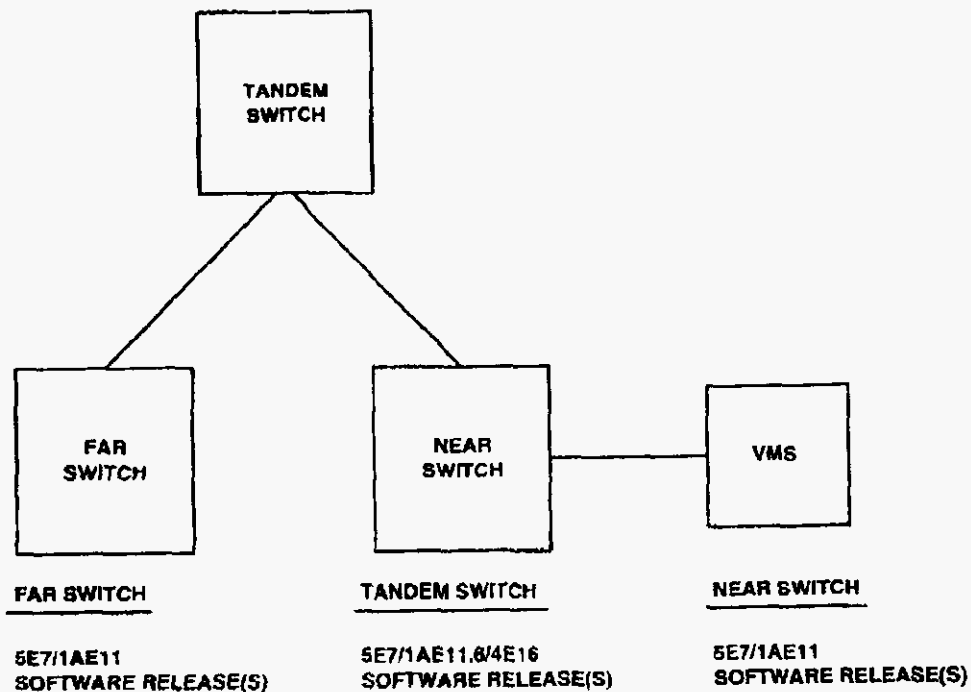 TANDEM
SWITCH
FAR
SWITCH
NEAR
SWITCH
VMS
FAR SWITCH
5E7/1AE11
SOFTWARE RELEASE(S)
TANDEM SWITCH
5E7/1AE11.6/4E16
SOFTWARE RELEASE(S)
NEAR SWITCH
5E7/1AE11
SOFTWARE RELEASE(S)